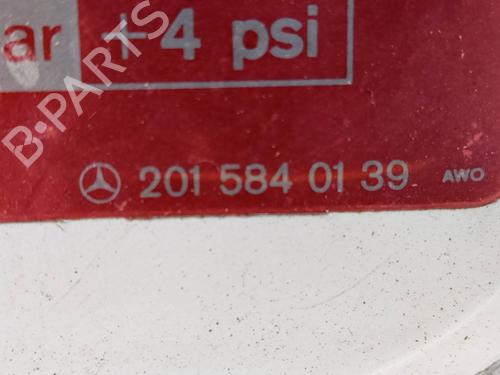 ar +4 psi
B-PARTS
201 584 01 39 AWO